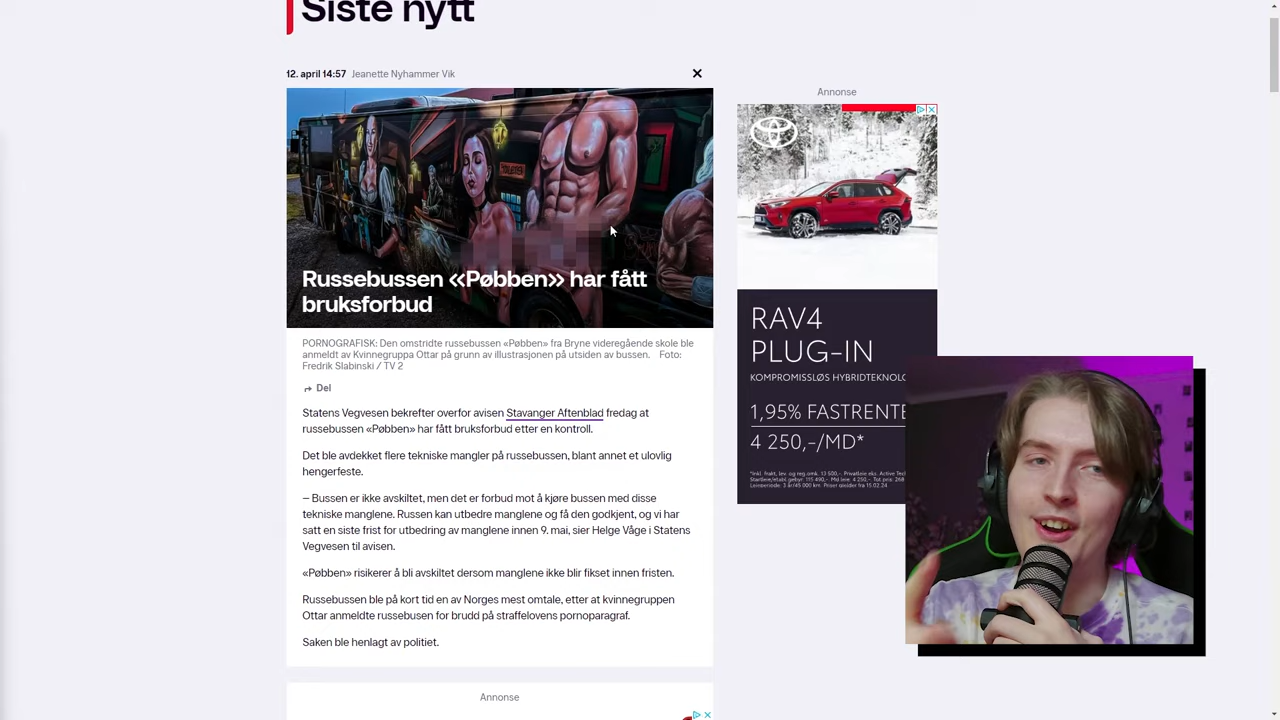 Siste nytt
12. april 14:57 Jeanette Nyhammer Vik
Russebussen «Pøbben» har fått
bruksforbud
PORNOGRAFISK: Den omstridte russebussen «Pøbben» fra Bryne videregående skole ble
anmeldt av Kvinnegruppa Ottar på grunn av illustrasjonen på utsiden av bussen. Foto:
Fredrik Slabinski / TV 2
Del
Statens Vegvesen bekrefter overfor avisen Stavanger Aftenblad fredag at
russebussen «Pøbben» har fått bruksforbud etter en kontroll.
Det ble avdekket flere tekniske mangler på russebussen, blant annet et ulovlig
hengerfeste.
– Bussen er ikke avskiltet, men det er forbud mot å kjøre bussen med disse
tekniske manglene. Russen kan utbedre manglene og få den godkjent, og vi har
satt en siste frist for utbedring av manglene innen 9. mai, sier Helge Våge i Statens
Vegvesen til avisen.
«Pøbben» risikerer å bli avskiltet dersom manglene ikke blir fikset innen fristen.
Russebussen ble på kort tid en av Norges mest omtale, etter at kvinnegruppen
Ottar anmeldte russebusen for brudd på straffelovens pornoparagraf.
Saken ble henlagt av politiet.
Annonse
Annonse
RAV4
PLUG-IN
KOMPROMISSLØS HYBRIDTEKNOLO
1,95% FASTRENTE
4 250,-/MD*